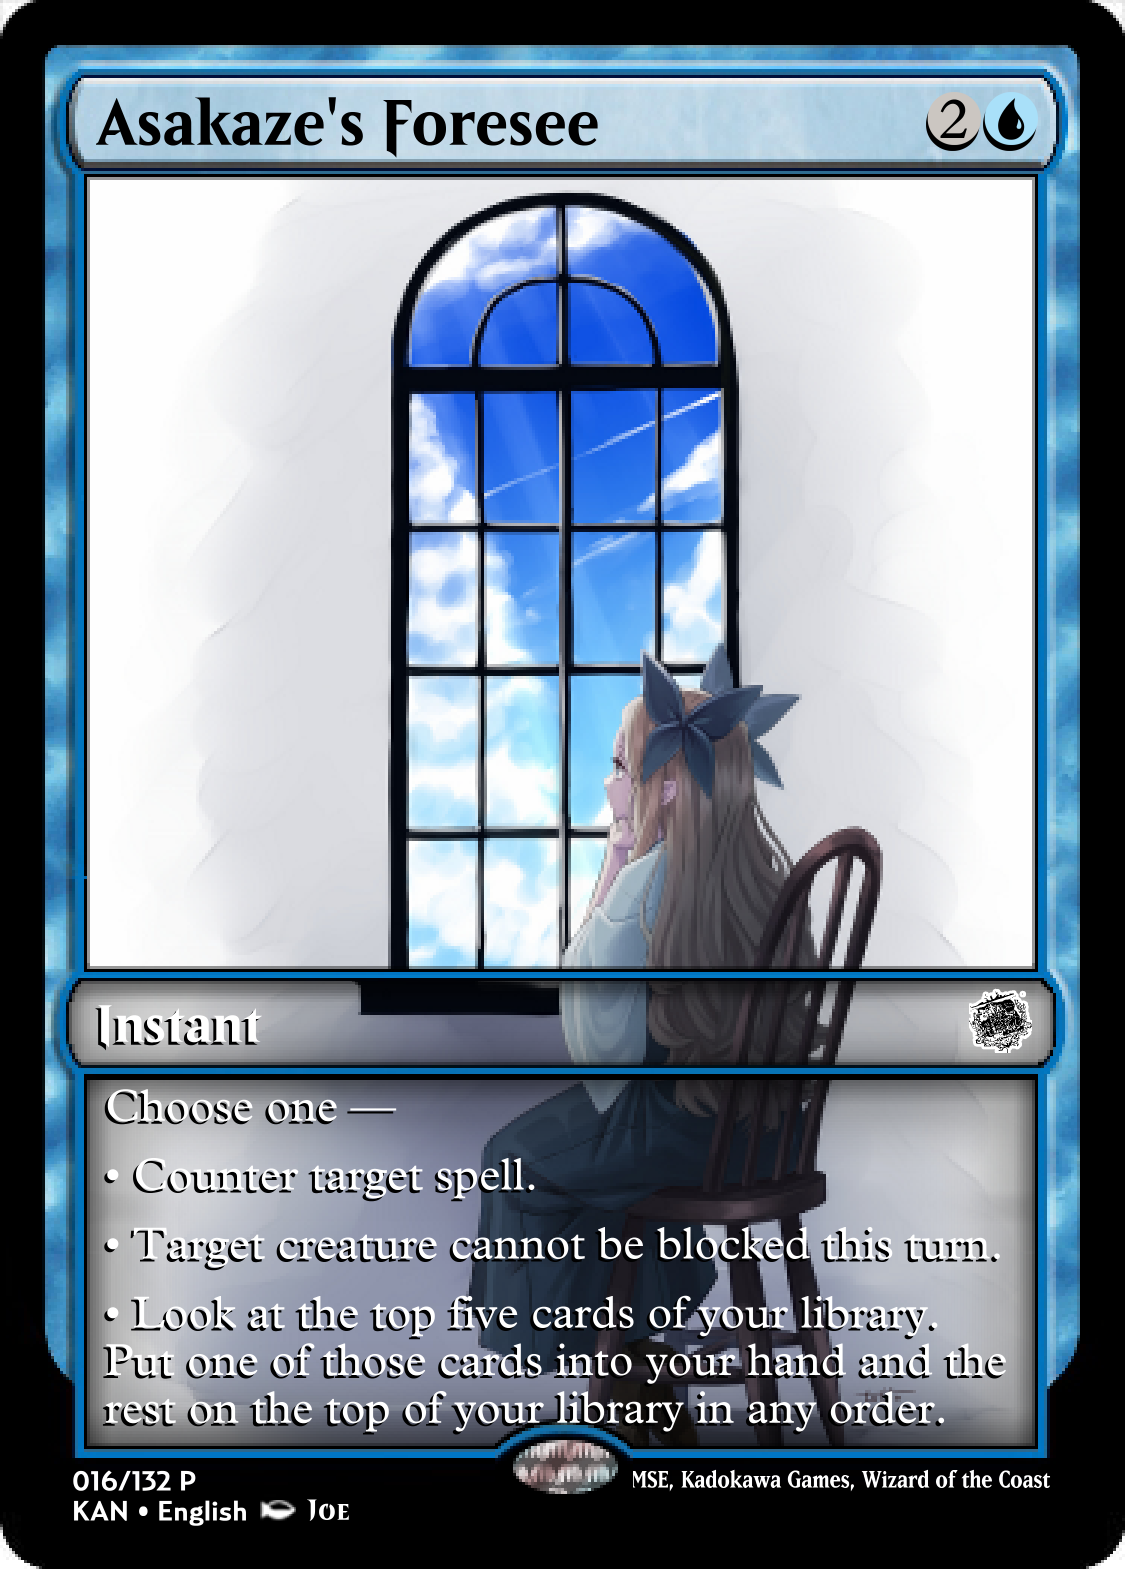 Asakaze's Foresee
2
Instant
Choose one —
• Counter target spell.
• Target creature cannot be blocked this turn.
• Look at the top five cards of your library.
Put one of those cards into your hand and the
rest on the top of your library in any order.
016/132 P
MSE, Kadokawa Games, Wizard of the Coast
KAN • English JOE